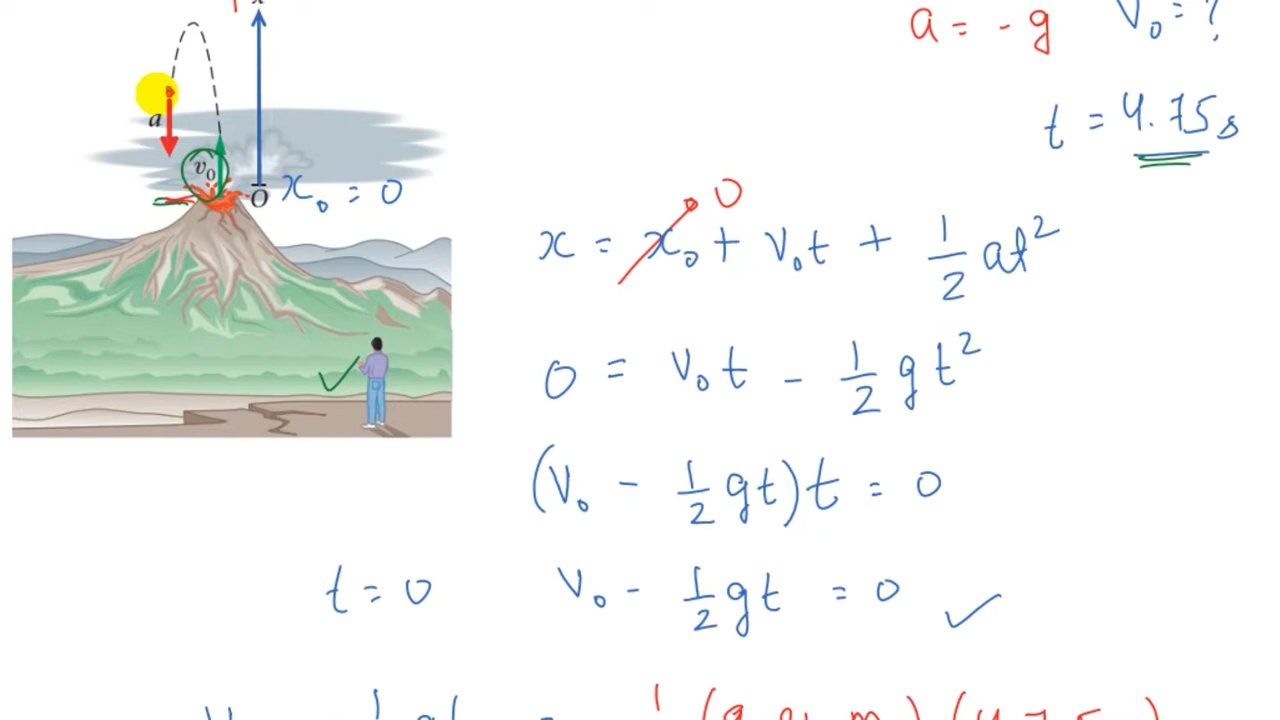 a = -g V₀ = ?
t = 4.75s
a
v₀
O x₀ = 0
0
x = x₀ + V₀t + 1/2 at²
0 = V₀t - 1/2 gt²
(V₀ - 1/2 gt)t = 0
t = 0 V₀ - 1/2 gt = 0